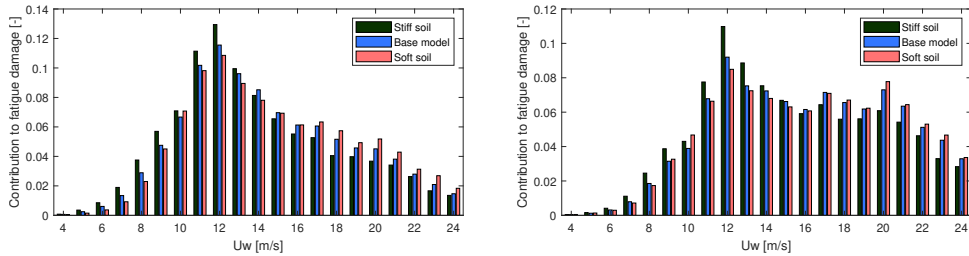 Contribution to fatigue damage [-]
0.14
0.12
0.1
0.08
0.06
0.04
0.02
0
4 6 8 10 12 14 16 18 20 22 24
Uw [m/s]
Stiff soil
Base model
Soft soil
Contribution to fatigue damage [-]
0.12
0.1
0.08
0.06
0.04
0.02
0
4 6 8 10 12 14 16 18 20 22 24
Uw [m/s]
Stiff soil
Base model
Soft soil